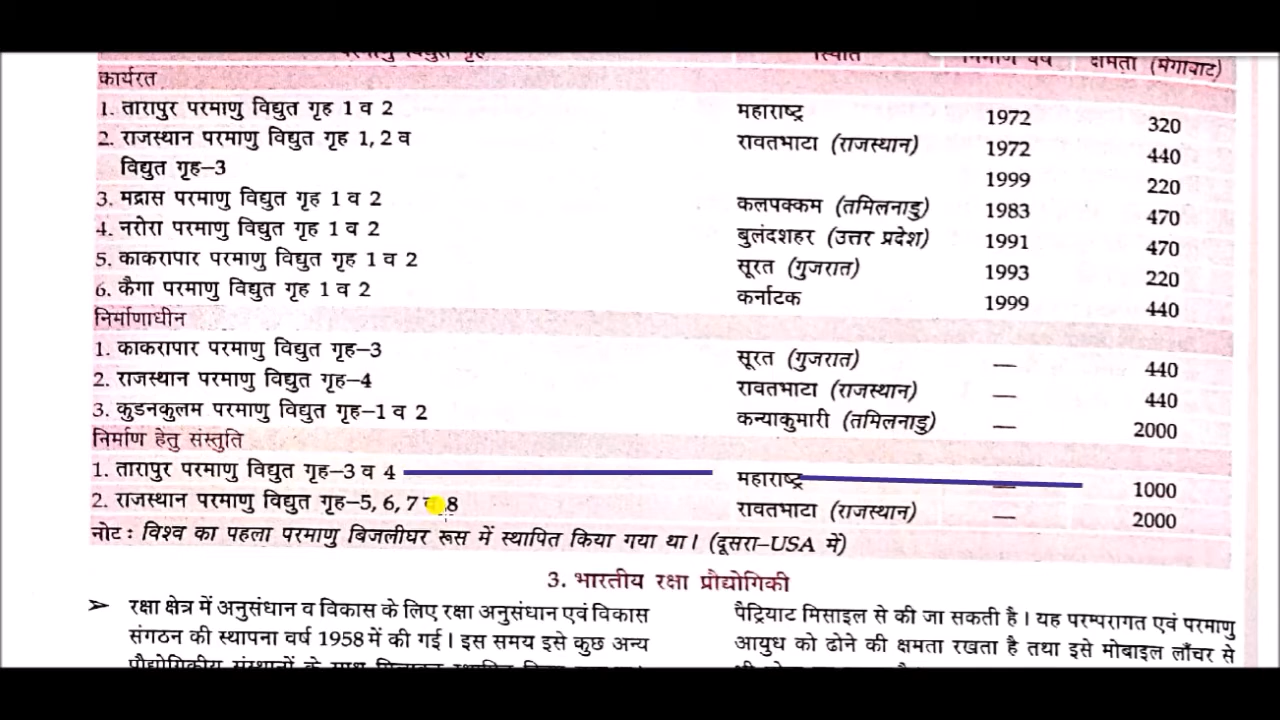 परमाणु विद्युत गृह स्थिति निर्माण वर्ष क्षमता (मेगावाट)
कार्यरत
1. तारापुर परमाणु विद्युत गृह 1 व 2 महाराष्ट्र 1972 320
2. राजस्थान परमाणु विद्युत गृह 1, 2 व रावतभाटा (राजस्थान) 1972 440
विद्युत गृह–3 1999 220
3. मद्रास परमाणु विद्युत गृह 1 व 2 कलपक्कम (तमिलनाडु) 1983 470
4. नरोरा परमाणु विद्युत गृह 1 व 2 बुलंदशहर (उत्तर प्रदेश) 1991 470
5. काकरापार परमाणु विद्युत गृह 1 व 2 सूरत (गुजरात) 1993 220
6. कैगा परमाणु विद्युत गृह 1 व 2 कर्नाटक 1999 440
निर्माणाधीन
1. काकरापार परमाणु विद्युत गृह–3 सूरत (गुजरात) — 440
2. राजस्थान परमाणु विद्युत गृह–4 रावतभाटा (राजस्थान) — 440
3. कुडनकुलम परमाणु विद्युत गृह–1 व 2 कन्याकुमारी (तमिलनाडु) — 2000
निर्माण हेतु संस्तुति
1. तारापुर परमाणु विद्युत गृह–3 व 4 महाराष्ट्र — 1000
2. राजस्थान परमाणु विद्युत गृह–5, 6, 7 व 8 रावतभाटा (राजस्थान) — 2000
नोट : विश्व का पहला परमाणु बिजलीघर रूस में स्थापित किया गया था। (दूसरा–USA में)
3. भारतीय रक्षा प्रौद्योगिकी
➤ रक्षा क्षेत्र में अनुसंधान व विकास के लिए रक्षा अनुसंधान एवं विकास
संगठन की स्थापना वर्ष 1958 में की गई। इस समय इसे कुछ अन्य
प्रौद्योगिकीय संस्थानों के साथ मिलाकर
पैट्रियाट मिसाइल से की जा सकती है। यह परम्परागत एवं परमाणु
आयुध को ढोने की क्षमता रखता है तथा इसे मोबाइल लाँचर से